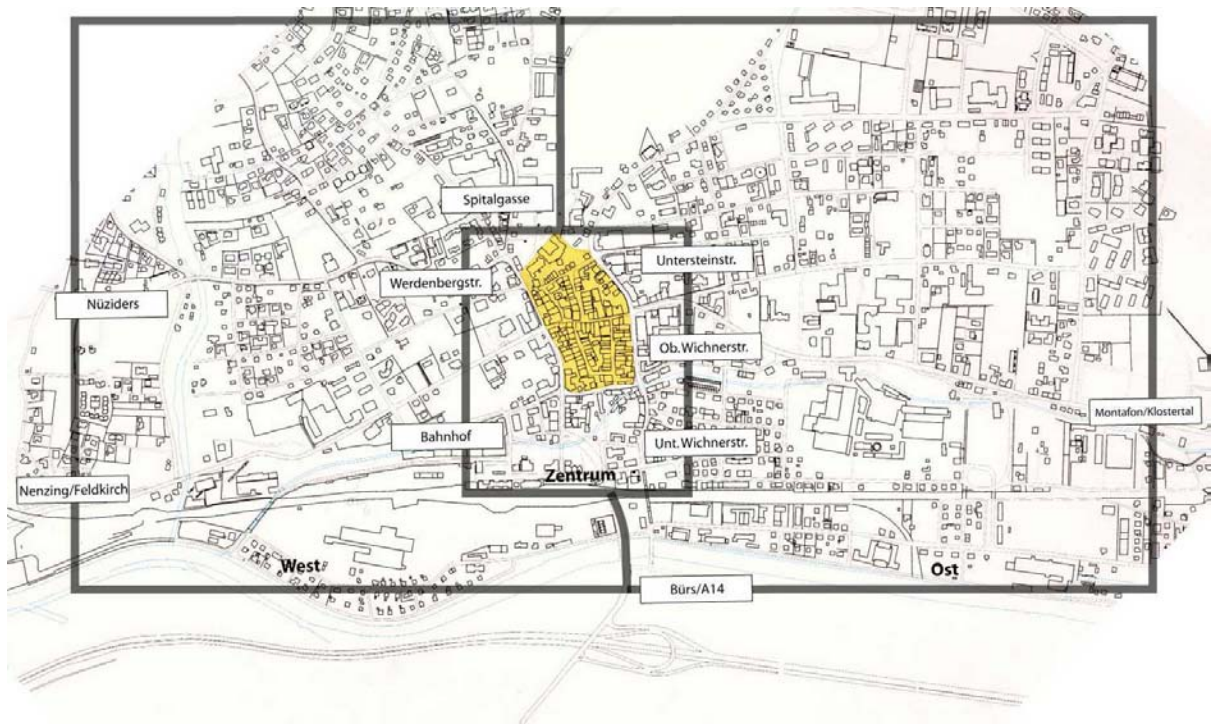 Spitalgasse
Untersteinstr.
Werdenbergstr.
Nüziders
Ob. Wichnerstr.
Montafon/Klostertal
Bahnhof
Unt. Wichnerstr.
Zentrum
Nenzing/Feldkirch
West
Ost
Bürs/A14